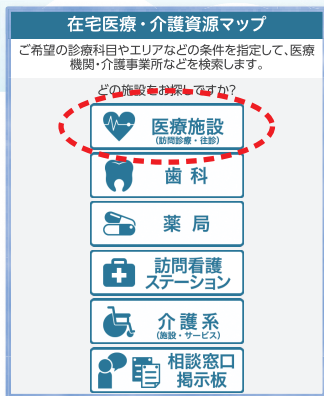 在宅医療・介護資源マップ
ご希望の診療科目やエリアなどの条件を指定して、医療
機関・介護事業所などを検索します。
どの施設をお探しですか?
医療施設
(訪問診療・往診)
歯 科
薬 局
訪問看護
ステーション
介護系
(施設・サービス)
相談窓口
掲示板